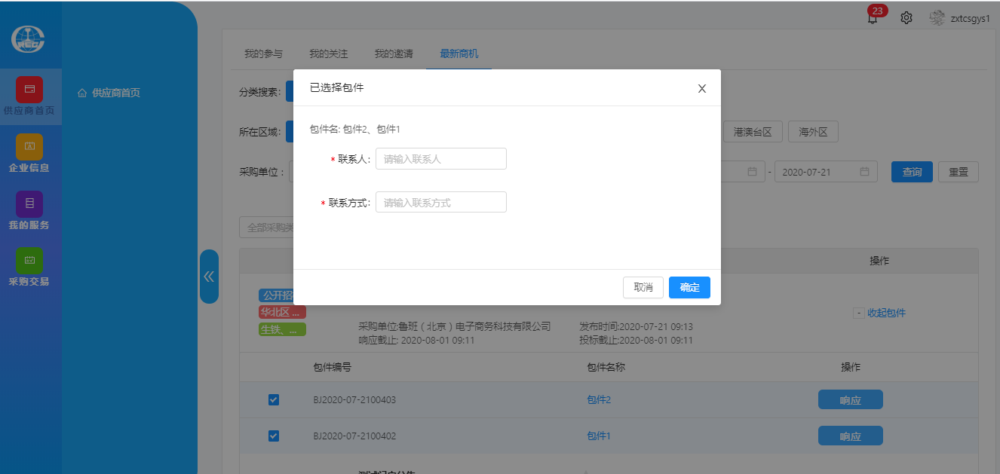 23
zxtcsgys1
CREC
供应商首页
企业信息
我的服务
采购交易
供应商首页
我的参与
我的关注
我的邀请
最新商机
分类搜索:
所在区域:
港澳台区
海外区
采购单位：
-
2020-07-21
查询
重置
已选择包件
X
包件名: 包件2、包件1
* 联系人:
请输入联系人
* 联系方式:
请输入联系方式
取消
确定
全部采购
操作
公开招
华北区 ...
生铁、...
采购单位:鲁班（北京）电子商务科技有限公司
发布时间:2020-07-21 09:13
响应截止: 2020-08-01 09:11
投标截止:2020-08-01 09:11
- 收起包件
包件编号
包件名称
操作
BJ2020-07-2100403
包件2
响应
BJ2020-07-2100402
包件1
响应